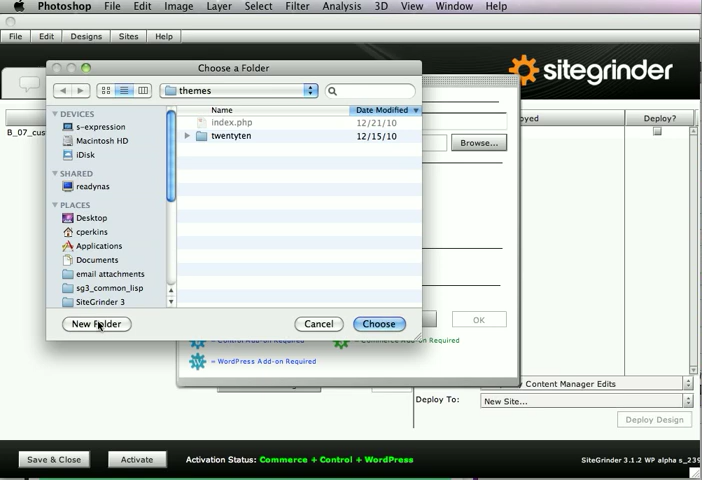 Photoshop File Edit Image Layer Select Filter Analysis 3D View Window Help
File Edit Designs Sites Help
Choose a Folder
sitegrinder
themes
Name Date Modified
DEVICES
index.php 12/21/10
s-expression
twentyten 12/15/10
B_07_cus
oyed Deploy?
Macintosh HD
Browse...
iDisk
SHARED
readynas
PLACES
Desktop
cperkins
Applications
Documents
email attachments
sg3_common_lisp
SiteGrinder 3
New Folder Cancel Choose
OK
= Control Add-on Required
= Commerce Add-on Required
= WordPress Add-on Required
Content Manager Edits
Deploy To: New Site...
Deploy Design
Save & Close Activate Activation Status: Commerce + Control + WordPress SiteGrinder 3.1.2 WP alpha s_239